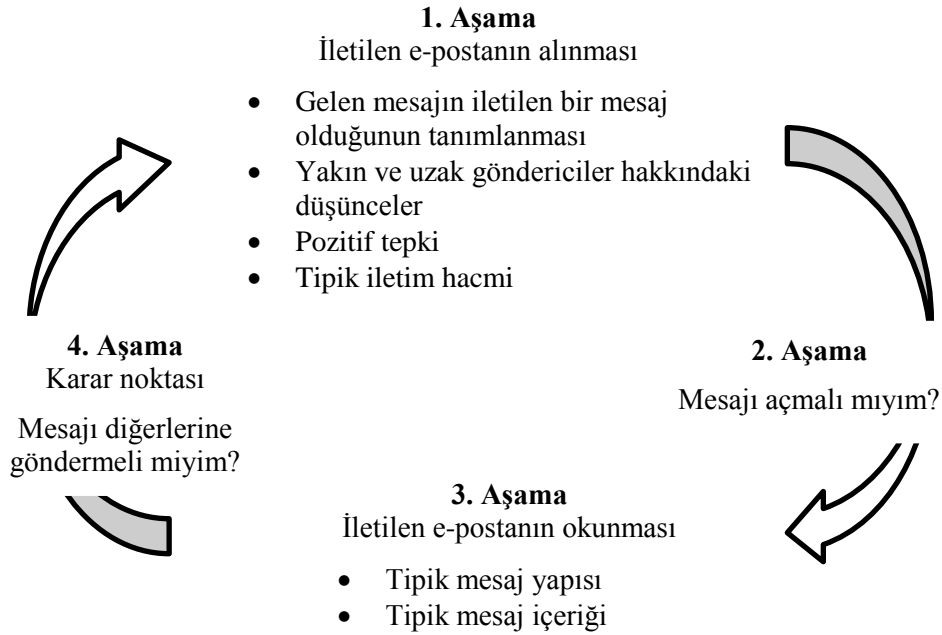 1. Aşama
İletilen e-postanın alınması
• Gelen mesajın iletilen bir mesaj
olduğunun tanımlanması
• Yakın ve uzak göndericiler hakkındaki
düşünceler
• Pozitif tepki
• Tipik iletim hacmi
2. Aşama
Mesajı açmalı mıyım?
3. Aşama
İletilen e-postanın okunması
• Tipik mesaj yapısı
• Tipik mesaj içeriği
4. Aşama
Karar noktası
Mesajı diğerlerine
göndermeli miyim?